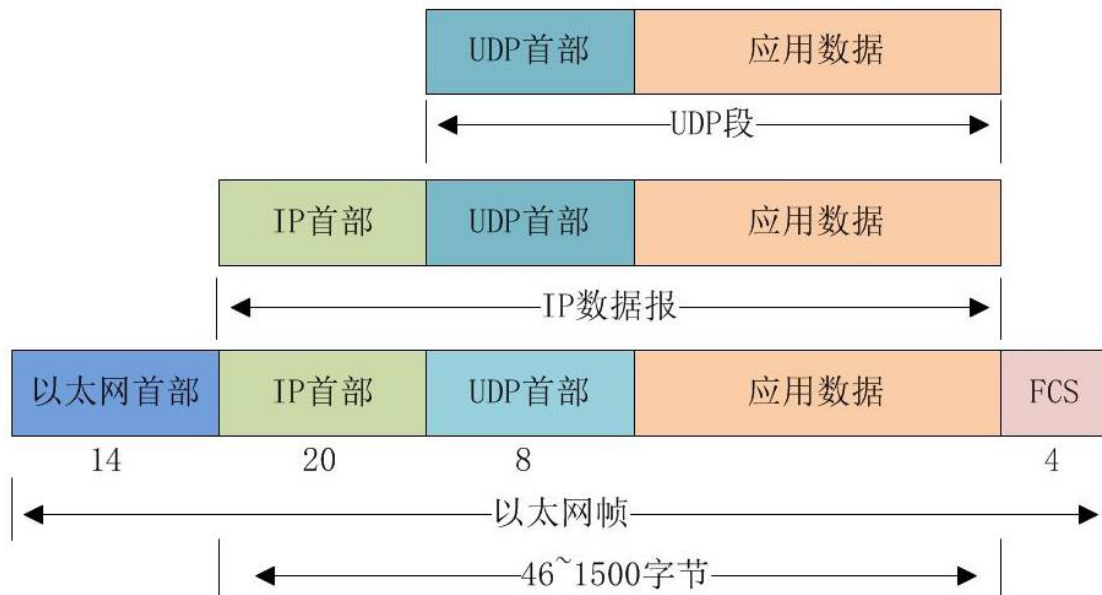 UDP首部 应用数据
UDP段
IP首部 UDP首部 应用数据
IP数据报
以太网首部 IP首部 UDP首部 应用数据 FCS
14 20 8 4
以太网帧
46~1500字节